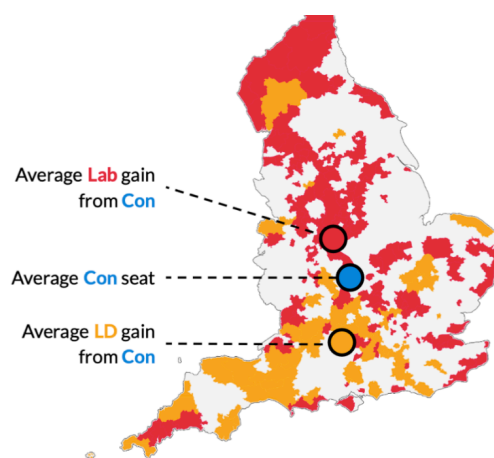 Average Lab gain
from Con
Average Con seat
Average LD gain
from Con